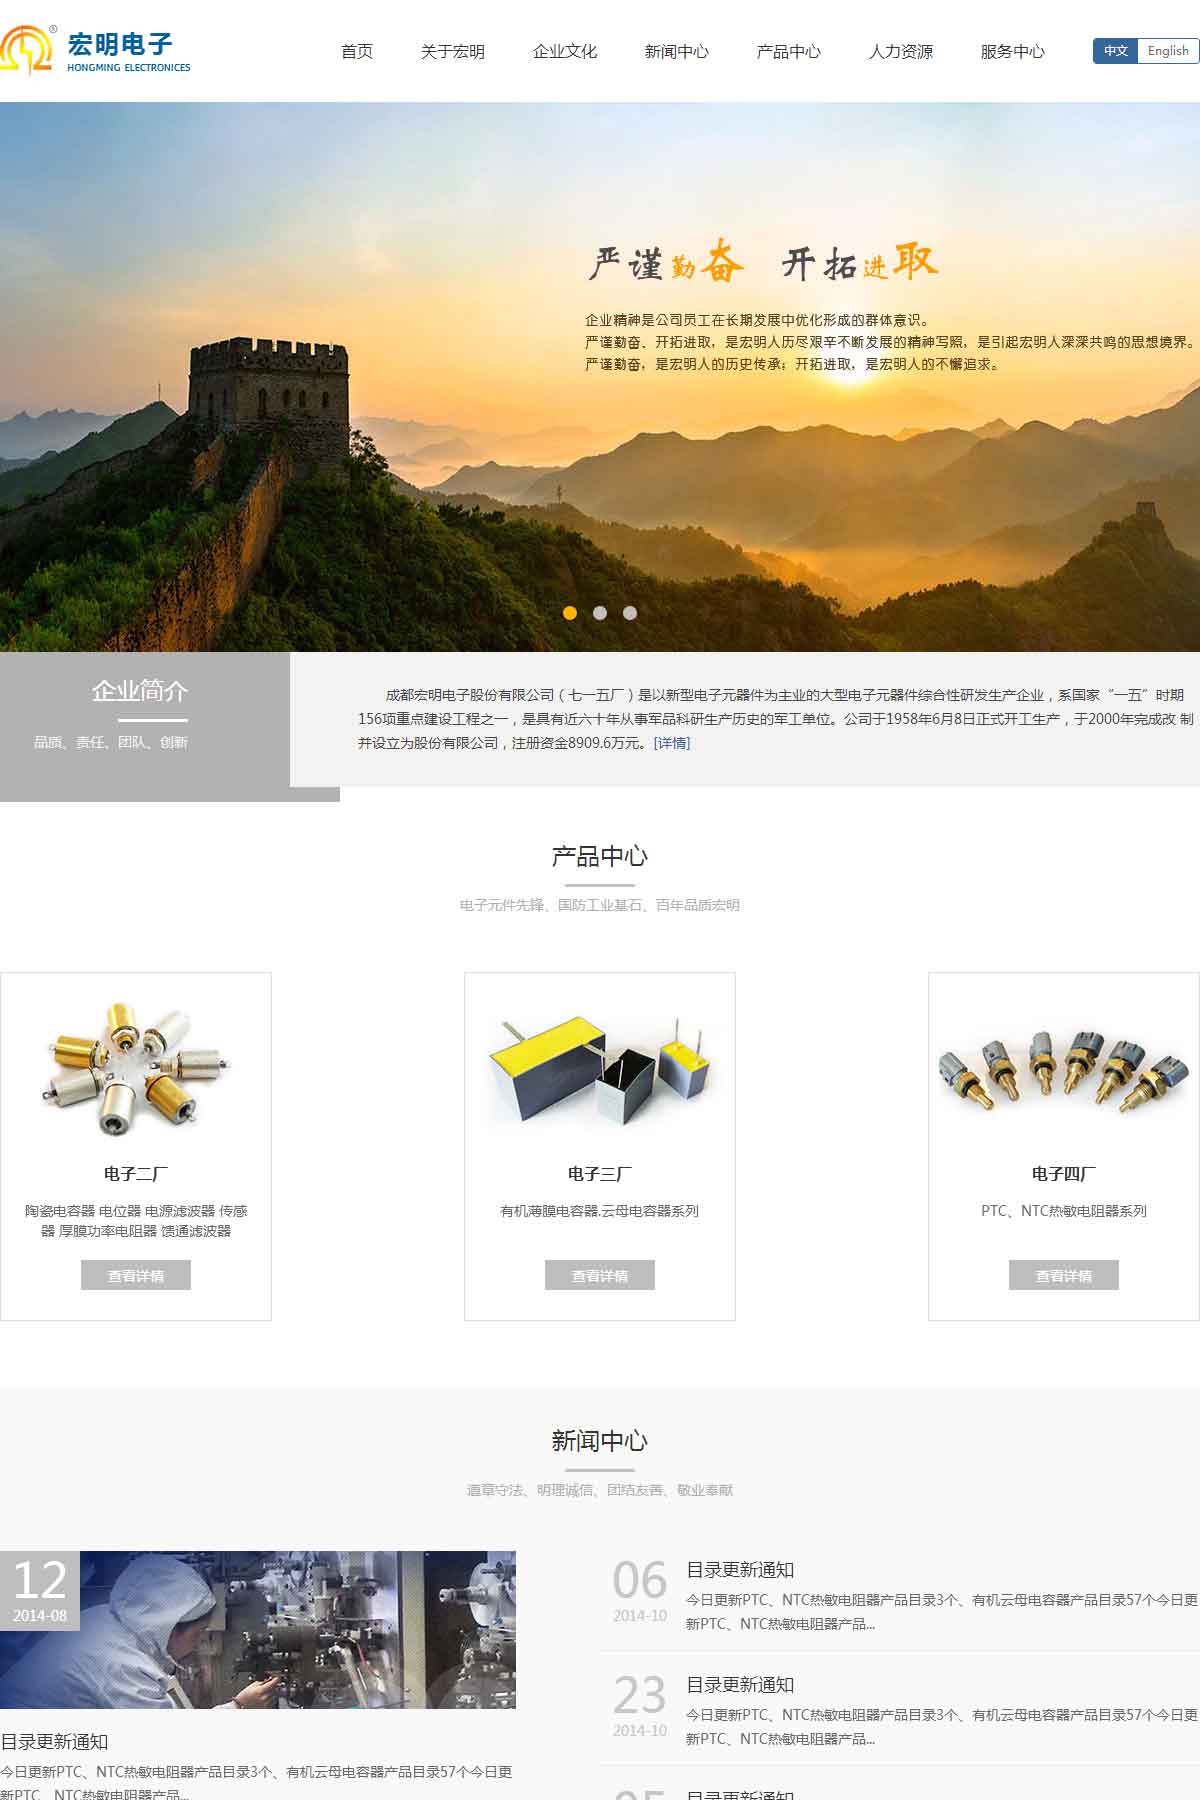 宏明电子 ®
HONGMING ELECTRONICES
首页 关于宏明 企业文化 新闻中心 产品中心 人力资源 服务中心 中文 English
严谨勤奋 开拓进取
企业精神是公司员工在长期发展中优化形成的群体意识。
严谨勤奋、开拓进取，是宏明人历尽艰辛不断发展的精神写照，是引起宏明人深深共鸣的思想境界。
严谨勤奋，是宏明人的历史传承；开拓进取，是宏明人的不懈追求。
企业简介
品质、责任、团队、创新
成都宏明电子股份有限公司（七一五厂）是以新型电子元器件为主业的大型电子元器件综合性研发生产企业，系国家“一五”时期
156项重点建设工程之一，是具有近六十年从事军品科研生产历史的军工单位。公司于1958年6月8日正式开工生产，于2000年完成改 制
并设立为股份有限公司，注册资金8909.6万元。[详情]
产品中心
电子元件先锋、国防工业基石、百年品质宏明
电子二厂
陶瓷电容器 电位器 电源滤波器 传感
器 厚膜功率电阻器 馈通滤波器
查看详情
电子三厂
有机薄膜电容器.云母电容器系列
查看详情
电子四厂
PTC、NTC热敏电阻器系列
查看详情
新闻中心
遵章守法、明理诚信、团结友善、敬业奉献
12
2014-08
目录更新通知
今日更新PTC、NTC热敏电阻器产品目录3个、有机云母电容器产品目录57个今日更
新PTC、NTC热敏电阻器产品...
06
2014-10
目录更新通知
今日更新PTC、NTC热敏电阻器产品目录3个、有机云母电容器产品目录57个今日更
新PTC、NTC热敏电阻器产品...
23
2014-10
目录更新通知
今日更新PTC、NTC热敏电阻器产品目录3个、有机云母电容器产品目录57个今日更
新PTC、NTC热敏电阻器产品...
05
目录更新通知